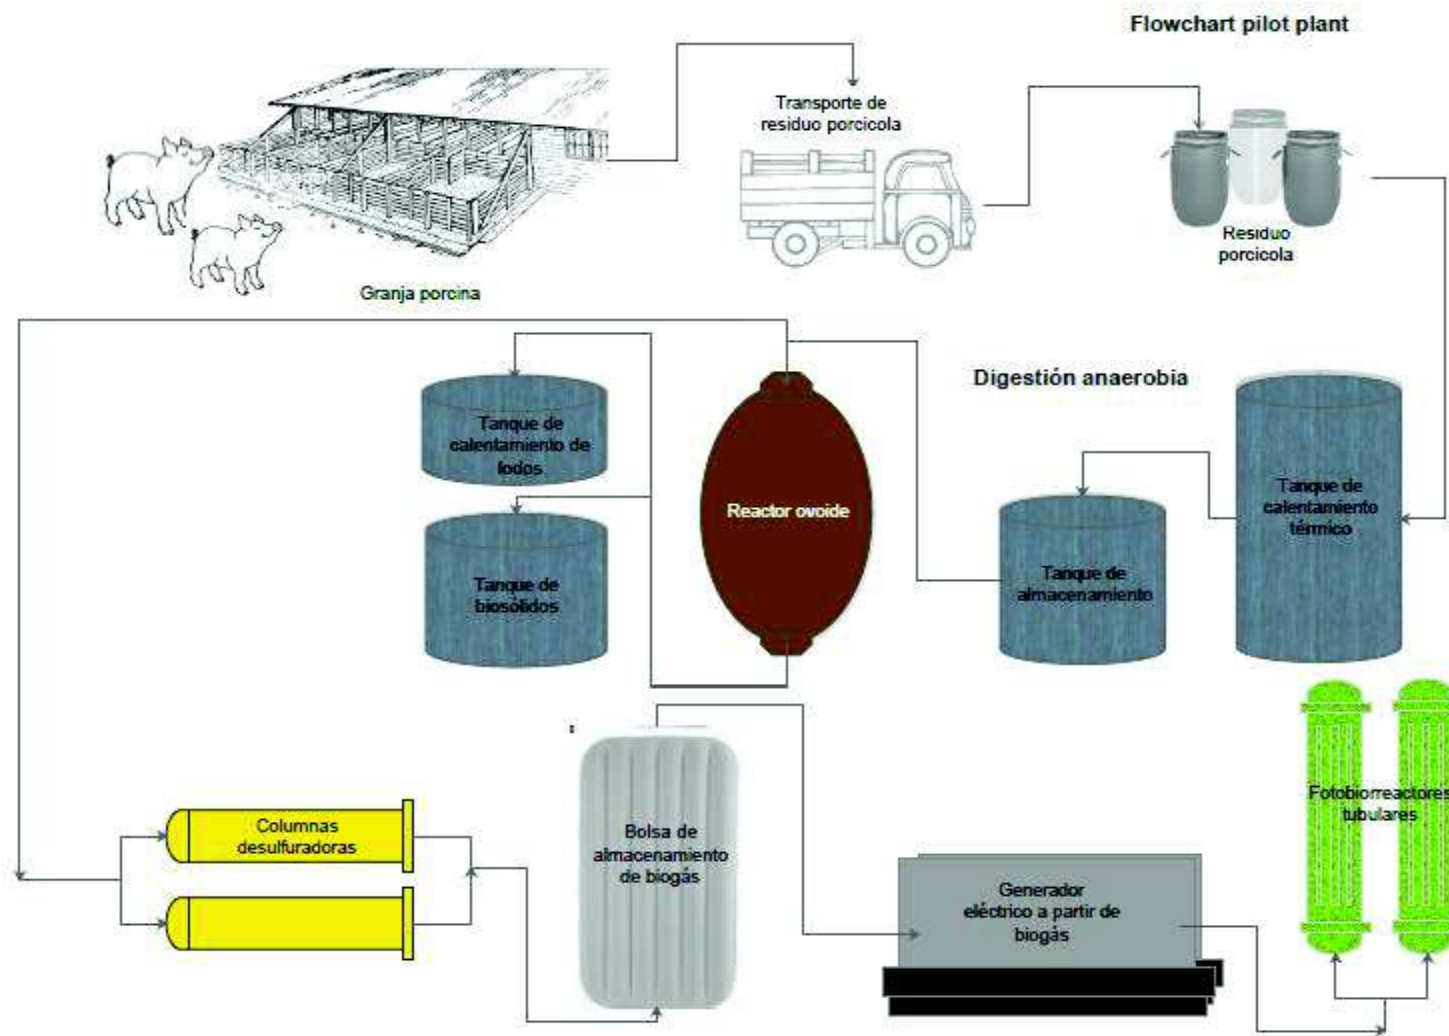 Flowchart pilot plant
Transporte de
residuo porcicola
Residuo
porcicola
Granja porcina
Digestión anaerobia
Tanque de
calentamiento de
lodos
Reactor ovoide
Tanque de
calentamiento
térmico
Tanque de
biosólidos
Tanque de
almacenamiento
Fotobiorreactores
tubulares
Columnas
desulfuradoras
Bolsa de
almacenamiento
de biogás
Generador
eléctrico a partir de
biogás